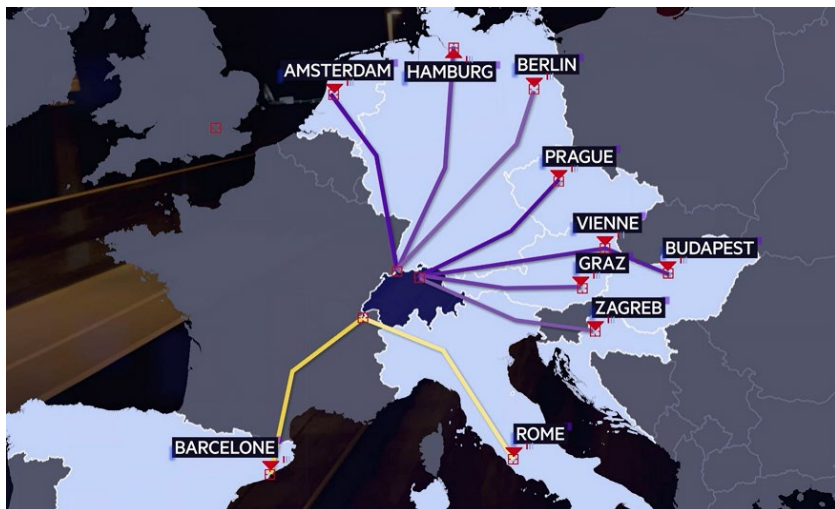 AMSTERDAM
HAMBURG
BERLIN
PRAGUE
VIENNE
BUDAPEST
GRAZ
ZAGREB
BARCELONE
ROME